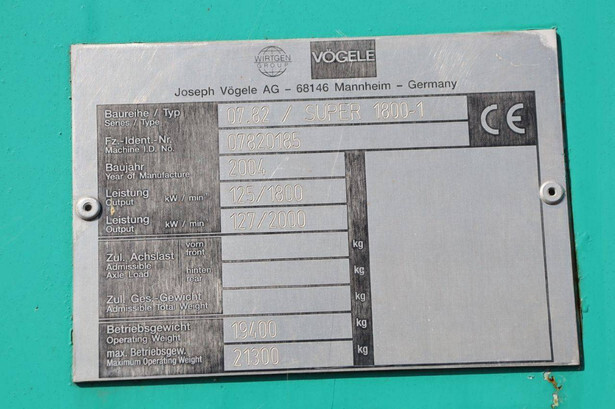 WIRTGEN GROUP
VÖGELE
Joseph Vögele AG – 68146 Mannheim – Germany
Baureihe / Typ 07.82 / SUPER 1800-1
Series / Type
Fz.-Ident.-Nr. 07820185
Machine I.D. No.
CE
Baujahr 2004
Year of Manufacture
Leistung kW / min 125/1800
Output
Leistung kW / min 127/2000
Output
Zul. Achslast vorn kg
Admissible front
Axle Load hinten kg
rear
Zul. Ges.-Gewicht kg
Admissible Total Weight
Betriebsgewicht 19400 kg
Operating Weight
max. Betriebsgew. 21300 kg
Maximum Operating Weight